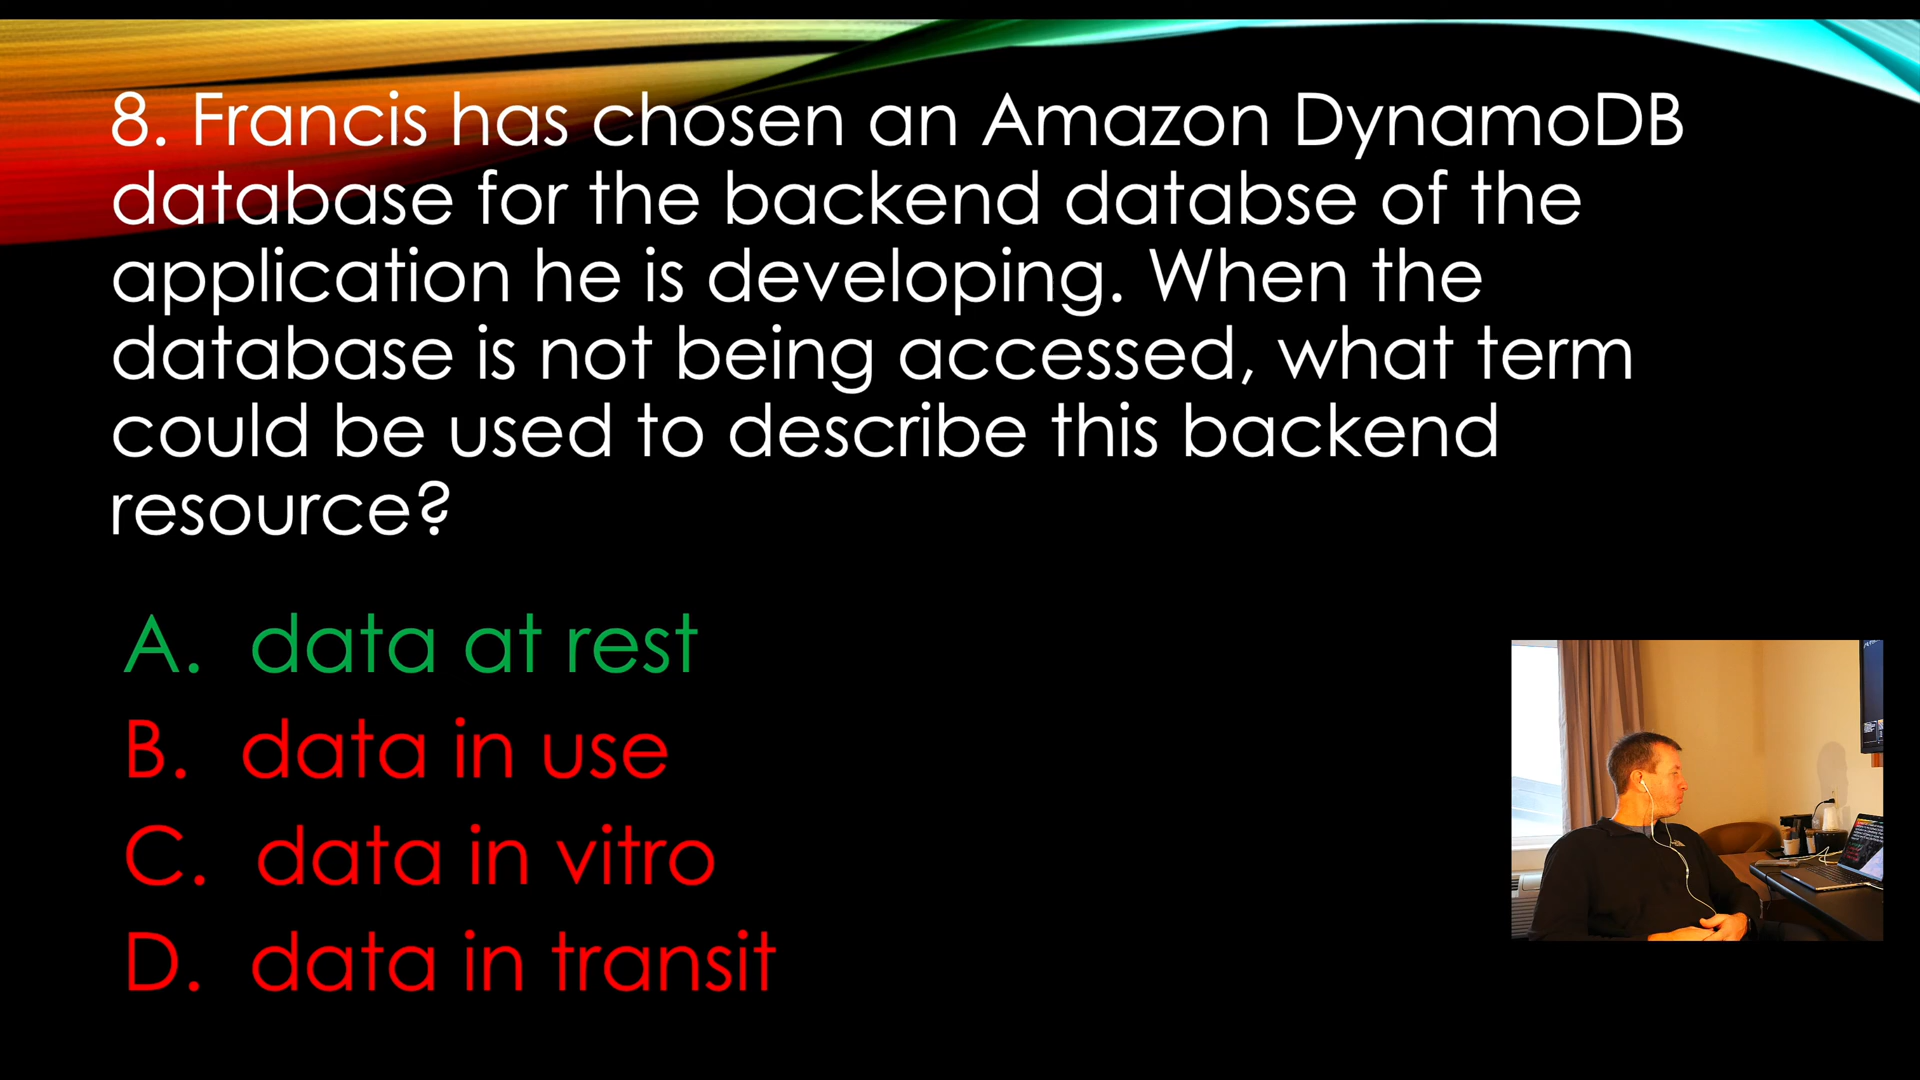 8. Francis has chosen an Amazon DynamoDB
database for the backend databse of the
application he is developing. When the
database is not being accessed, what term
could be used to describe this backend
resource?
A. data at rest
B. data in use
C. data in vitro
D. data in transit